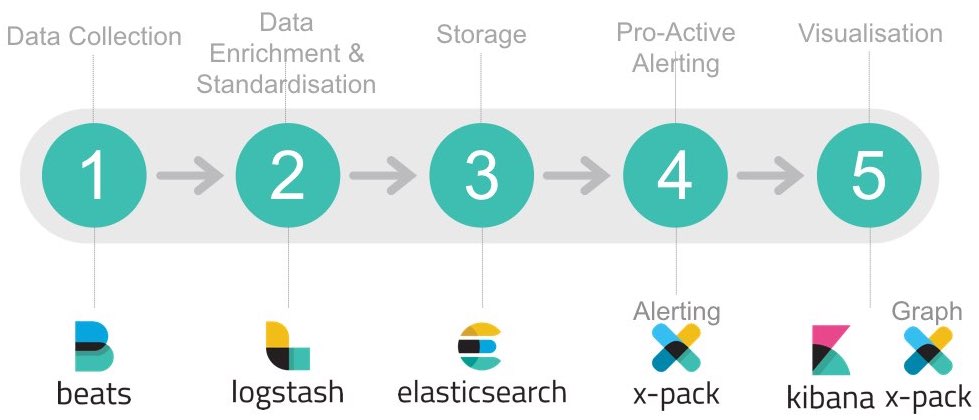 Data Collection
Data
Enrichment &
Standardisation
Storage
Pro-Active
Alerting
Visualisation
1
2
3
4
5
beats
logstash
elasticsearch
Alerting
x-pack
kibana
Graph
x-pack